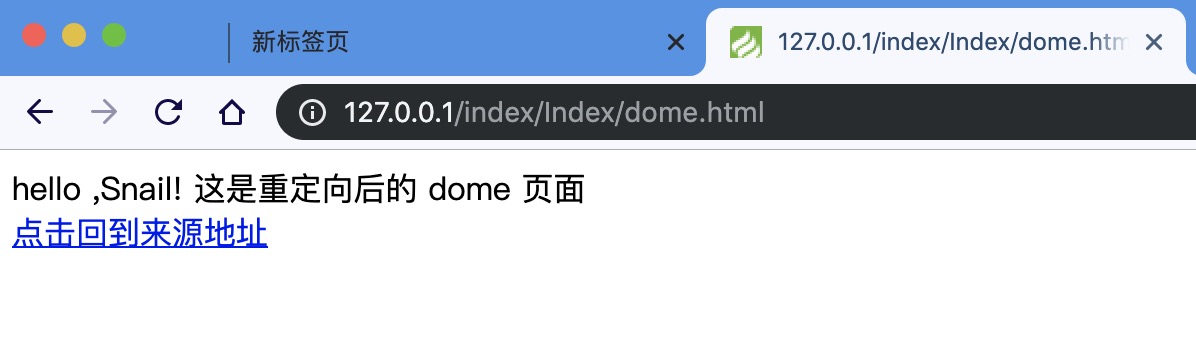 新标签页
127.0.0.1/index/Index/dome.htm
127.0.0.1/index/Index/dome.html
hello ,Snail! 这是重定向后的 dome 页面
点击回到来源地址